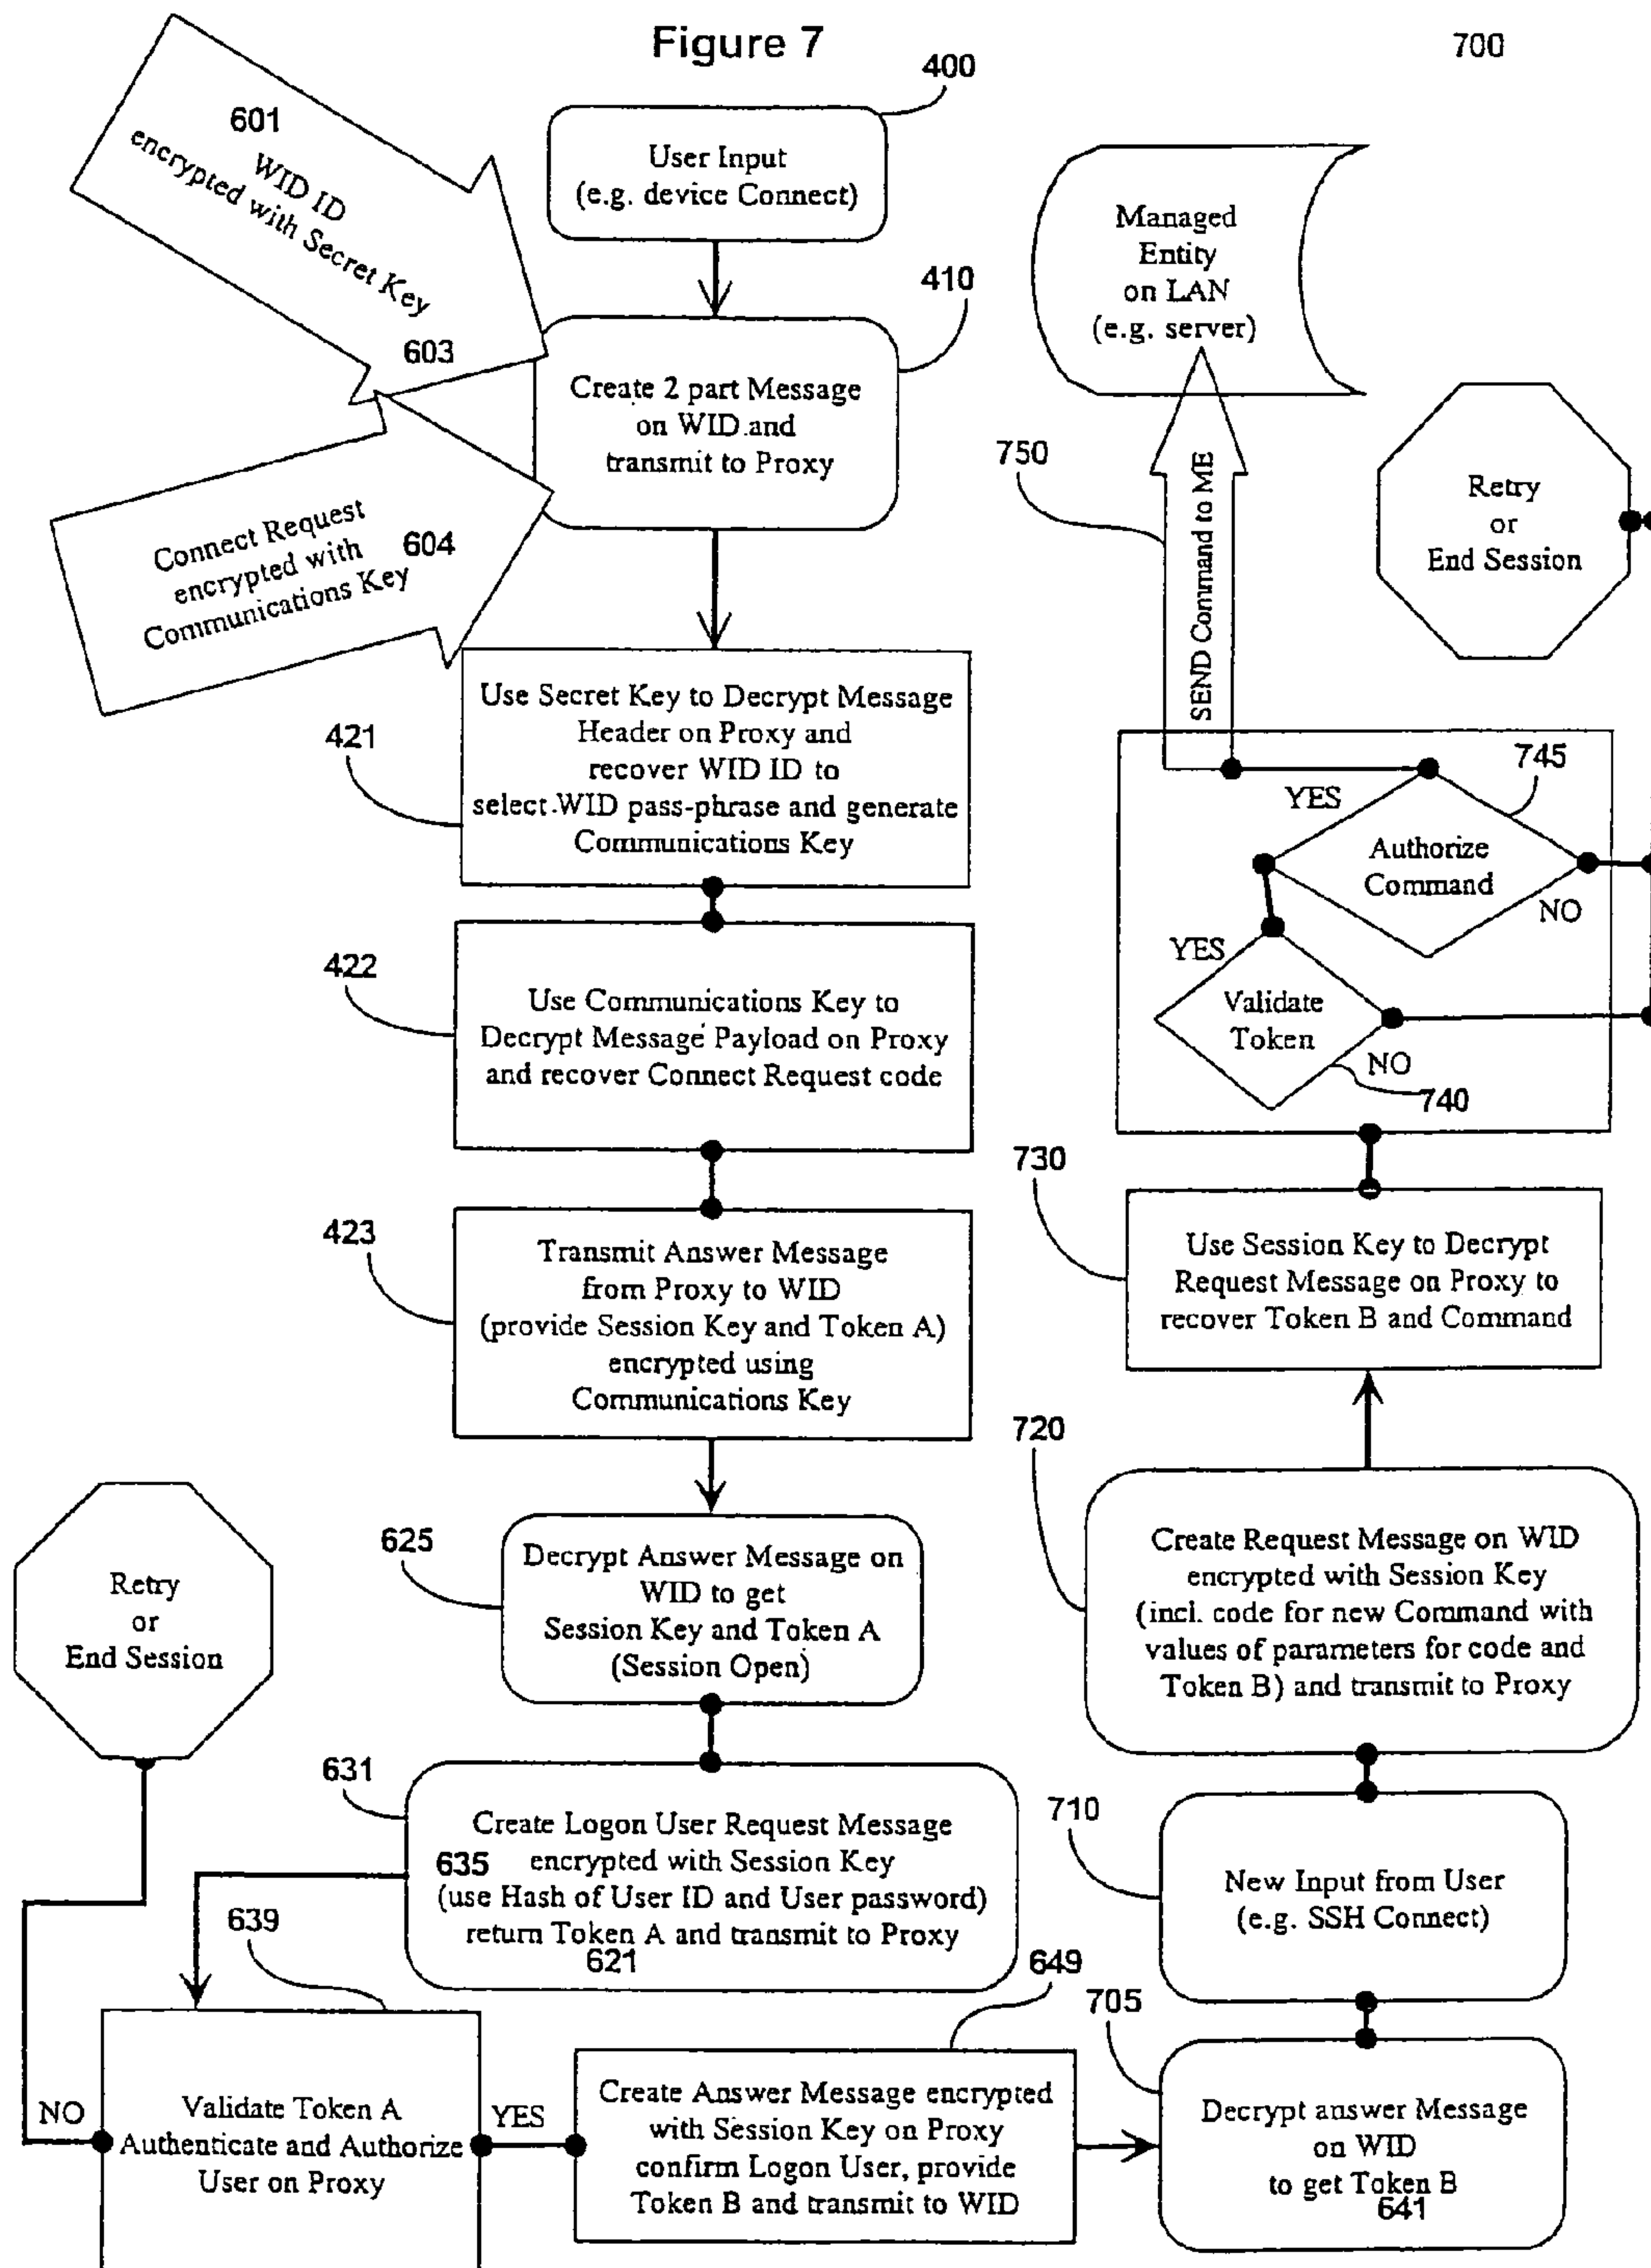 Figure 7
700
400
User Input
(e.g. device Connect)
601
WID ID
encrypted with Secret Key
603
410
Create 2 part Message
on WID.and
transmit to Proxy
Connect Request
encrypted with
Communications Key
604
421
Use Secret Key to Decrypt Message
Header on Proxy and
recover WID ID to
select.WID pass-phrase and generate
Communications Key
422
Use Communications Key to
Decrypt Message Payload on Proxy
and recover Connect Request code
423
Transmit Answer Message
from Proxy to WID
(provide Session Key and Token A)
encrypted using
Communications Key
625
Decrypt Answer Message on
WID to get
Session Key and Token A
(Session Open)
631
Create Logon User Request Message
635 encrypted with Session Key
(use Hash of User ID and User password)
return Token A and transmit to Proxy
621
Retry
or
End Session
639
NO
Validate Token A
Authenticate and Authorize
User on Proxy
YES
649
Create Answer Message encrypted
with Session Key on Proxy
confirm Logon User, provide
Token B and transmit to WID
705
Decrypt answer Message
on WID
to get Token B
641
710
New Input from User
(e.g. SSH Connect)
720
Create Request Message on WID
encrypted with Session Key
(incl. code for new Command with
values of parameters for code and
Token B) and transmit to Proxy
730
Use Session Key to Decrypt
Request Message on Proxy to
recover Token B and Command
YES
Validate
Token
NO
740
YES
745
Authorize
Command
NO
750
SEND Command to ME
Managed
Entity
on LAN
(e.g. server)
Retry
or
End Session